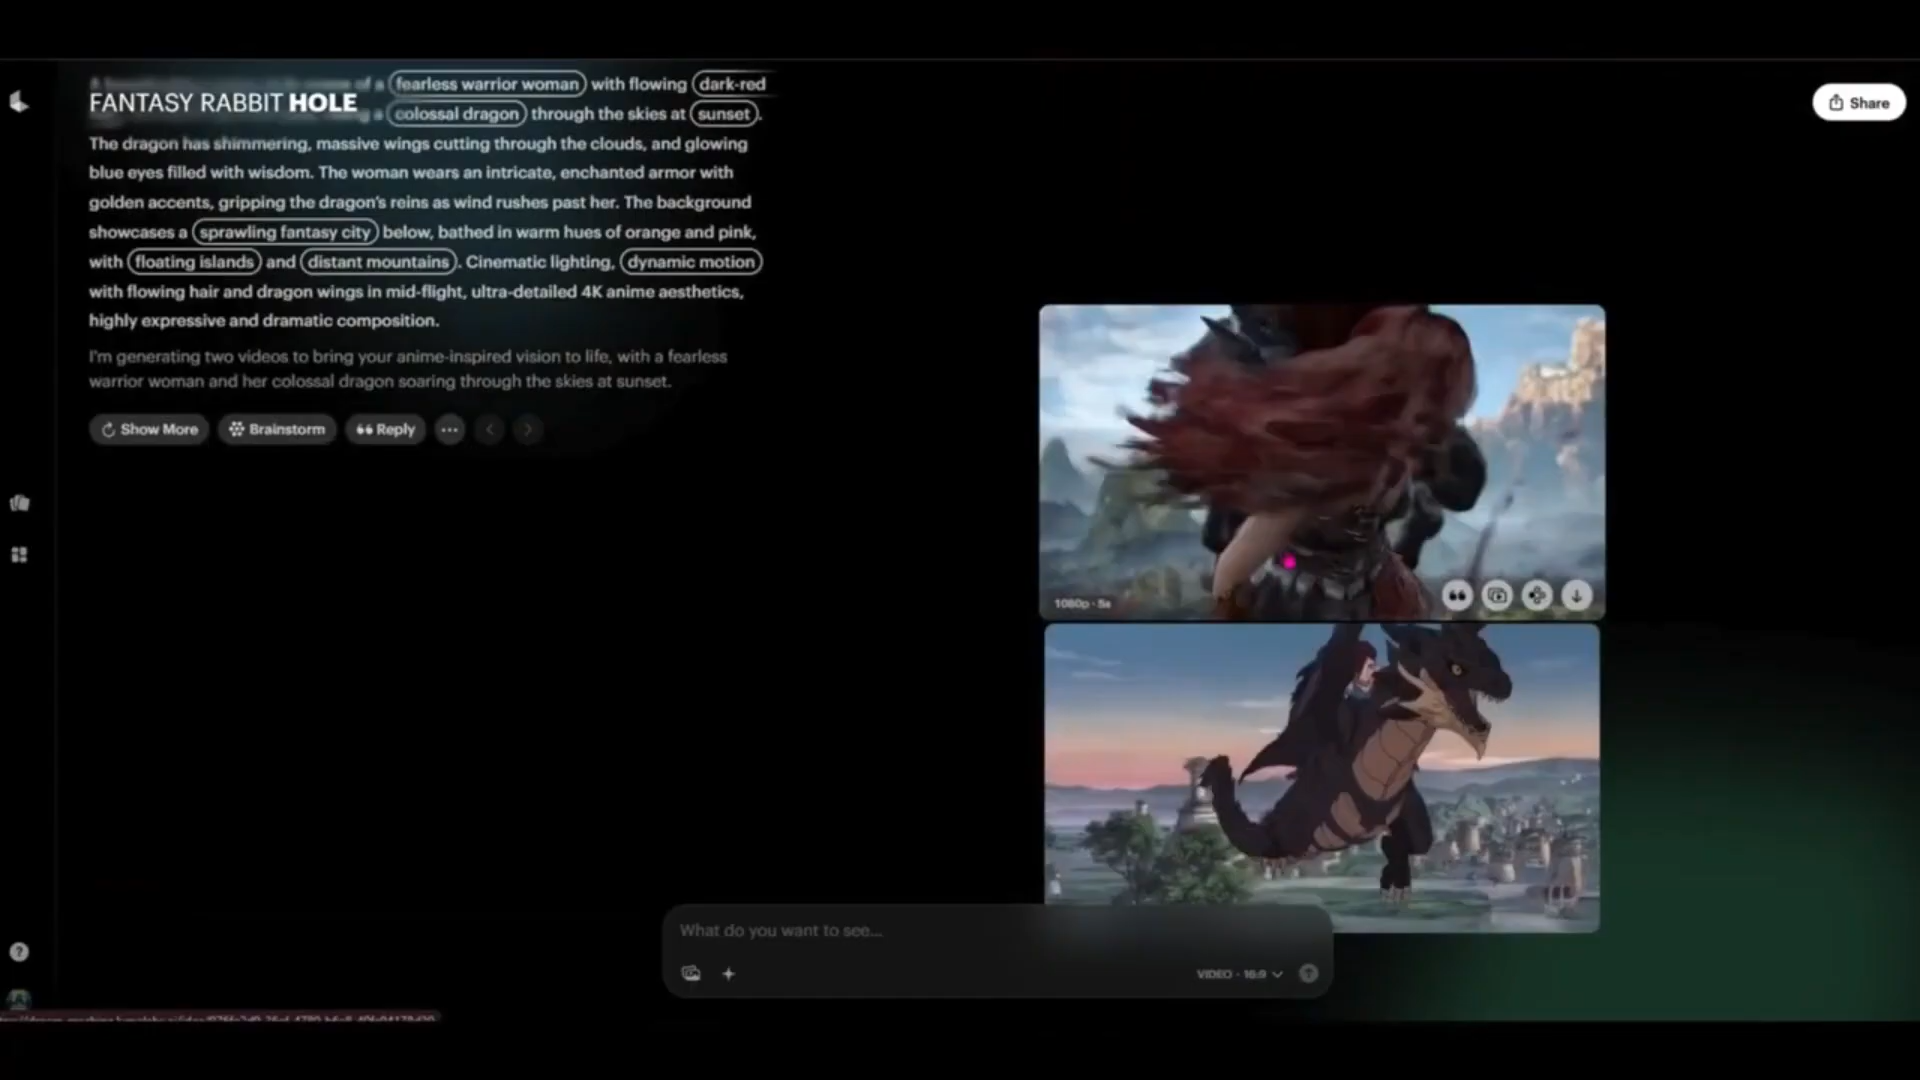 fearless warrior woman with flowing dark-red
FANTASY RABBIT HOLE
a colossal dragon through the skies at sunset.
The dragon has shimmering, massive wings cutting through the clouds, and glowing
blue eyes filled with wisdom. The woman wears an intricate, enchanted armor with
golden accents, gripping the dragon's reins as wind rushes past her. The background
showcases a sprawling fantasy city below, bathed in warm hues of orange and pink,
with floating islands and distant mountains. Cinematic lighting, dynamic motion
with flowing hair and dragon wings in mid-flight, ultra-detailed 4K anime aesthetics,
highly expressive and dramatic composition.
I'm generating two videos to bring your anime-inspired vision to life, with a fearless
warrior woman and her colossal dragon soaring through the skies at sunset.
Show More Brainstorm Reply
Share
1080p · 5s
What do you want to see...
VIDEO · 16:9